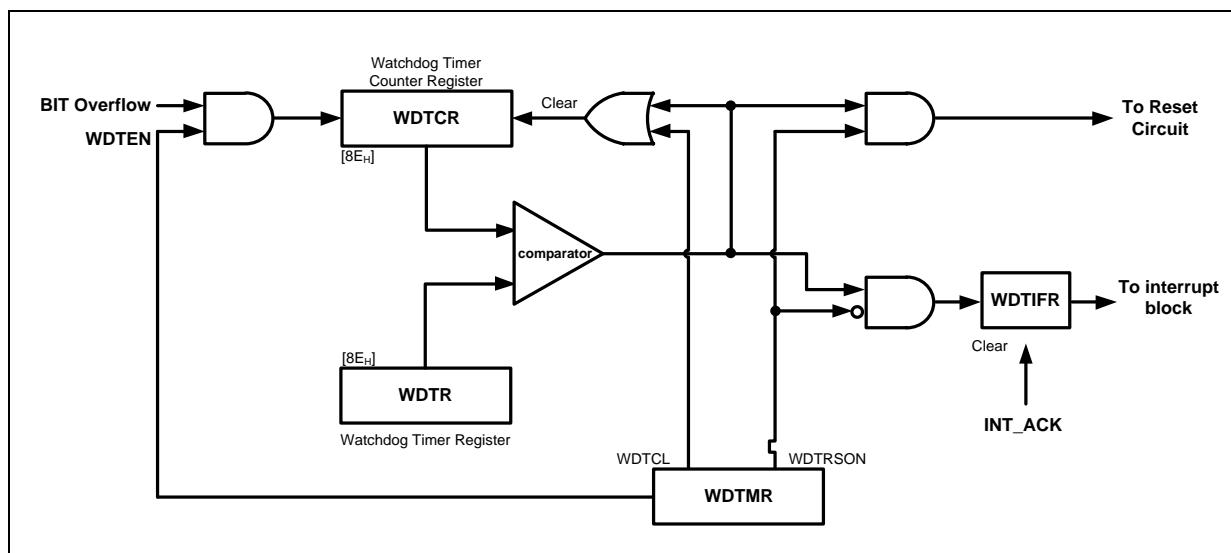 Watchdog Timer
Counter Register
BIT Overflow
WDTEN
WDTCR
Clear
To Reset
Circuit
[8EH]
comparator
WDTIFR
To interrupt
block
Clear
[8EH]
WDTR
INT_ACK
Watchdog Timer Register
WDTCL
WDTRSON
WDTMR